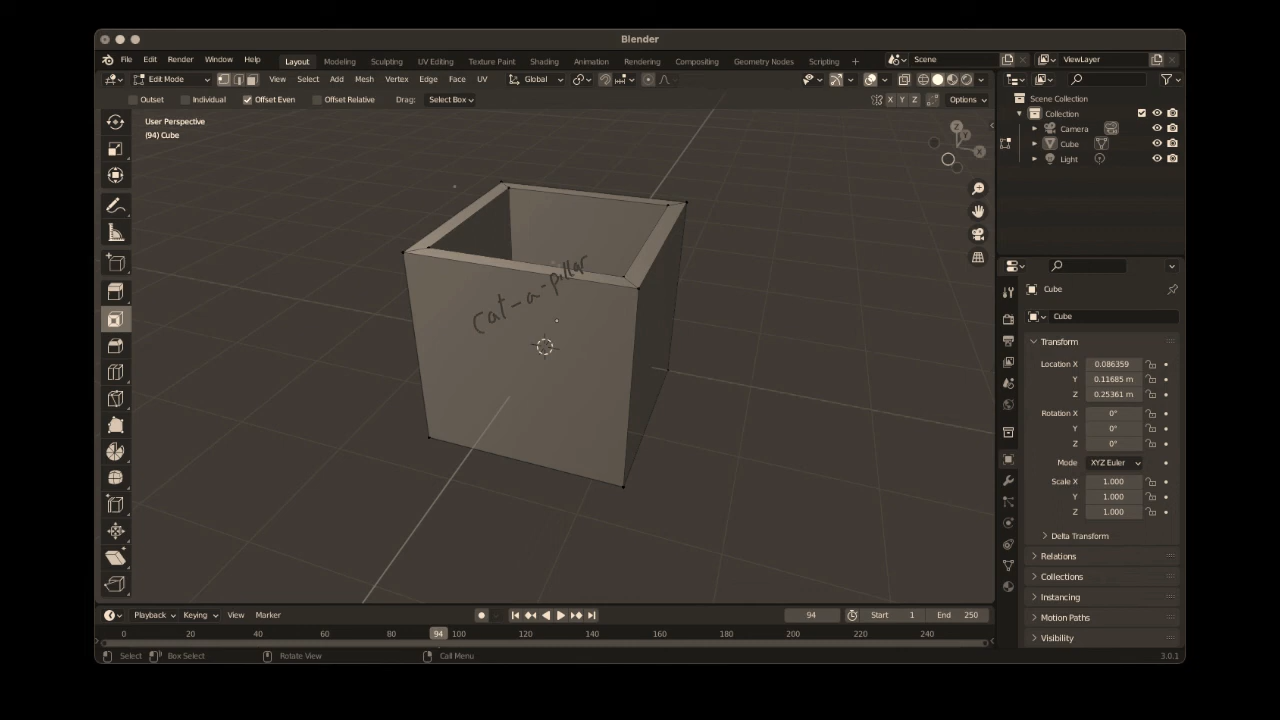 Blender
File Edit Render Window Help Layout Modeling Sculpting UV Editing Texture Paint Shading Animation Rendering Compositing Geometry Nodes Scripting + Scene ViewLayer
Edit Mode View Select Add Mesh Vertex Edge Face UV Global
Outset Individual Offset Even Offset Relative Drag: Select Box X Y Z Options
User Perspective
(94) Cube
Z
Y
X
cat-a-pillar
Scene Collection
Collection
Camera
Cube
Light
Cube
Cube
Transform
Location X 0.086359
Y 0.11685 m
Z 0.25361 m
Rotation X 0°
Y 0°
Z 0°
Mode XYZ Euler
Scale X 1.000
Y 1.000
Z 1.000
Delta Transform
Relations
Collections
Instancing
Motion Paths
Visibility
Playback Keying View Marker 94 Start 1 End 250
0 20 40 60 80 94 100 120 140 160 180 200 220 240
Select Box Select Rotate View Call Menu 3.0.1